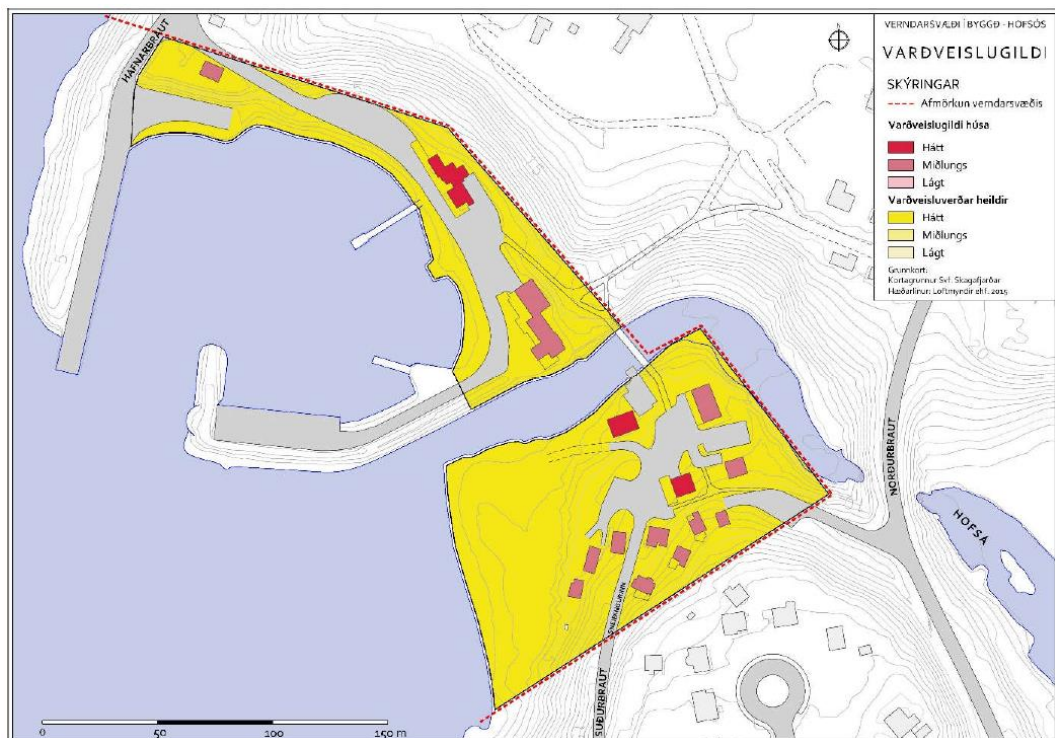 VERNDARSVÆÐI Í BYGGÐ - HOFSÓS
VARÐVEISLUGILDI
SKÝRINGAR
Afmörkun verndarsvæðis
Varðveislugildi húsa
Hátt
Miðlungs
Lágt
Varðveisluverðar heildir
Hátt
Miðlungs
Lágt
Grunnkort:
Kortagrunnur Svf. Skagafjarðar
Hæðarlínur: Loftmyndir ehf. 2015
HAFNARBRAUT
NORÐURBRAUT
HOFSÁ
SUÐURBRAUT
0 50 100 150 m